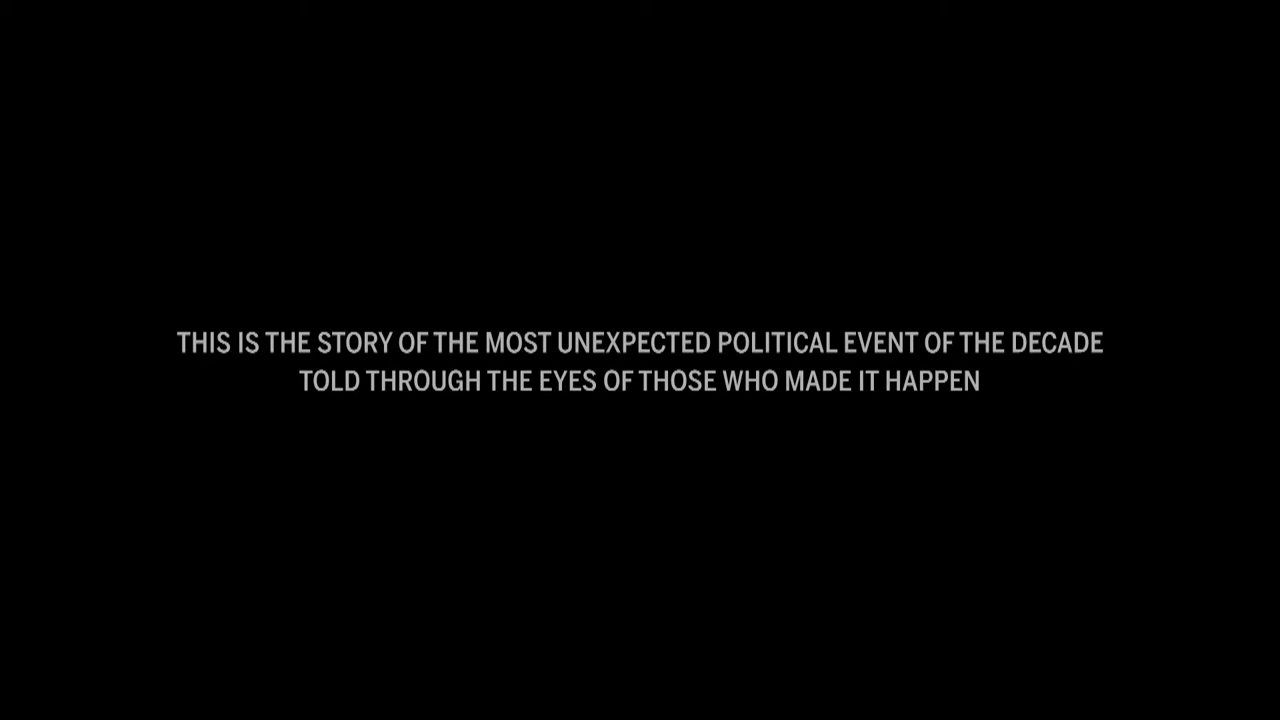 THIS IS THE STORY OF THE MOST UNEXPECTED POLITICAL EVENT OF THE DECADE
TOLD THROUGH THE EYES OF THOSE WHO MADE IT HAPPEN